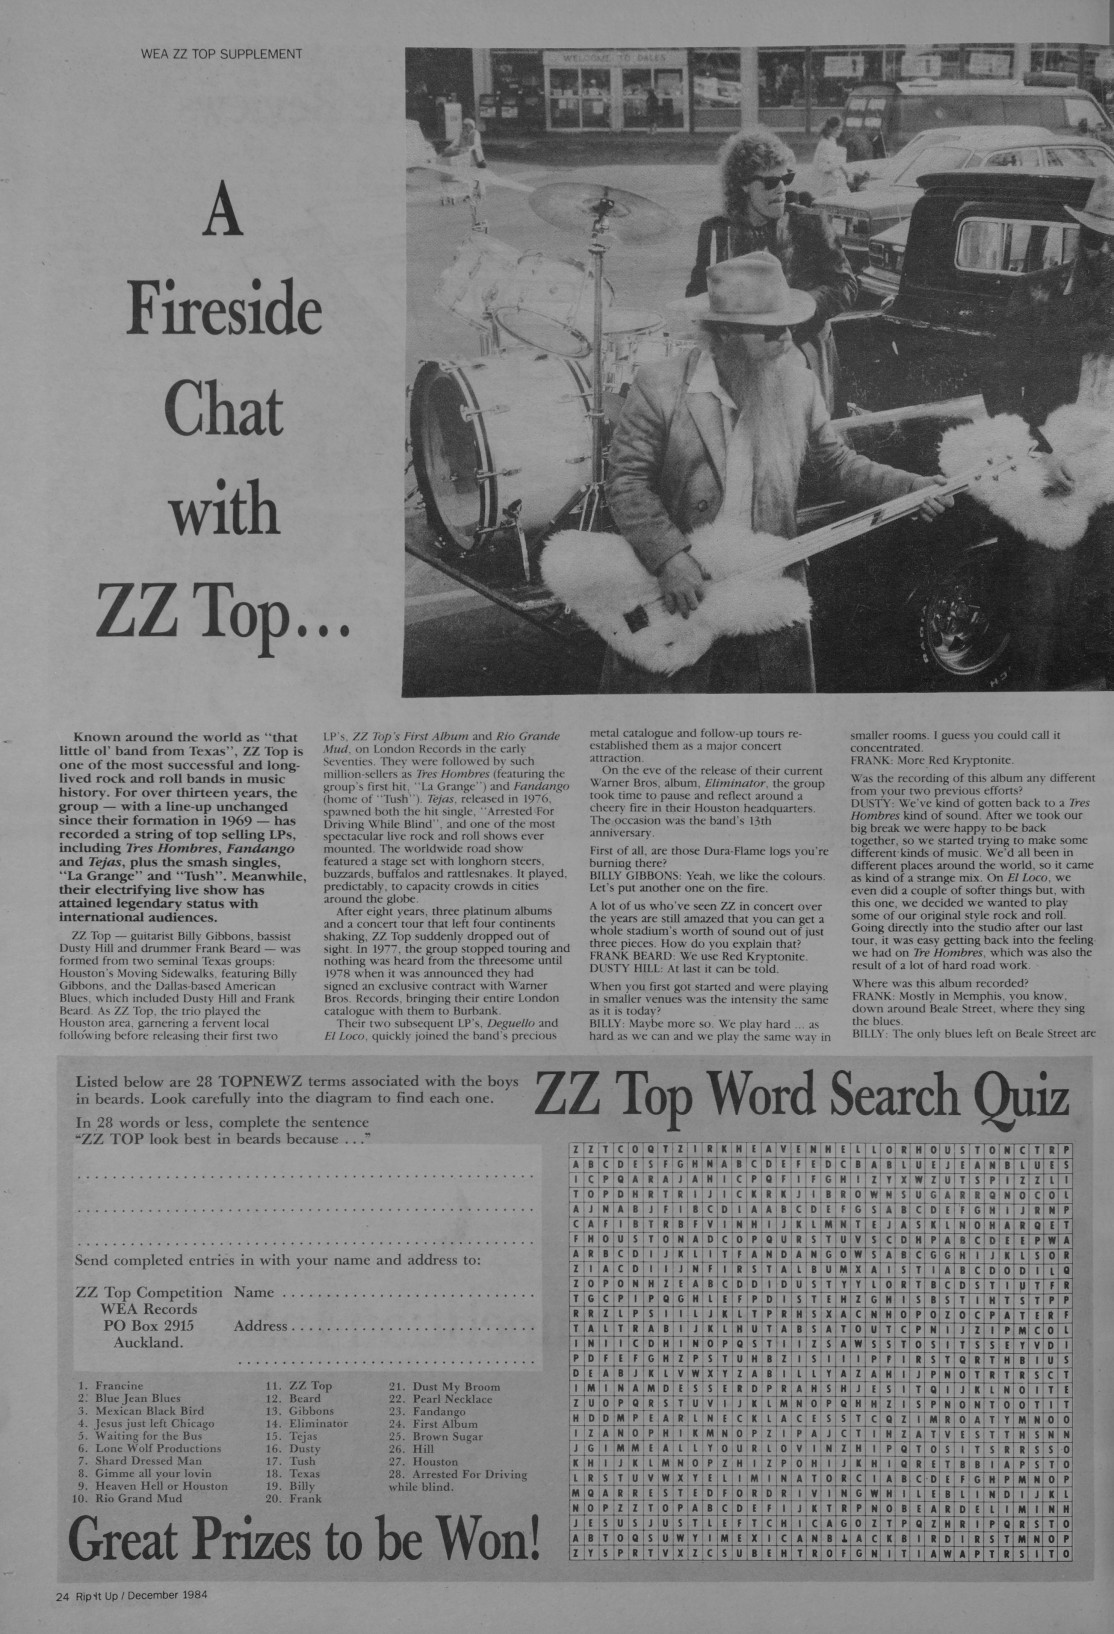 WEA ZZ TOP SUPPLEMENT
WELCOME TO DALES
A
Fireside
Chat
with
ZZ Top...
Known around the world as "that
little ol' band from Texas", ZZ Top is
one of the most successful and long-
lived rock and roll bands in music
history. For over thirteen years, the
group — with a line-up unchanged
since their formation in 1969 — has
recorded a string of top selling LPs,
including Tres Hombres, Fandango
and Tejas, plus the smash singles,
"La Grange" and "Tush". Meanwhile,
their electrifying live show has
attained legendary status with
international audiences.
ZZ Top — guitarist Billy Gibbons, bassist
Dusty Hill and drummer Frank Beard — was
formed from two seminal Texas groups:
Houston's Moving Sidewalks, featuring Billy
Gibbons, and the Dallas-based American
Blues, which included Dusty Hill and Frank
Beard. As ZZ Top, the trio played the
Houston area, garnering a fervent local
following before releasing their first two
LP's, ZZ Top's First Album and Rio Grande
Mud, on London Records in the early
Seventies. They were followed by such
million-sellers as Tres Hombres (featuring the
group's first hit, "La Grange") and Fandango
(home of "Tush"). Tejas, released in 1976,
spawned both the hit single, "Arrested For
Driving While Blind", and one of the most
spectacular live rock and roll shows ever
mounted. The worldwide road show
featured a stage set with longhorn steers,
buzzards, buffalos and rattlesnakes. It played,
predictably, to capacity crowds in cities
around the globe.
After eight years, three platinum albums
and a concert tour that left four continents
shaking, ZZ Top suddenly dropped out of
sight. In 1977, the group stopped touring and
nothing was heard from the threesome until
1978 when it was announced they had
signed an exclusive contract with Warner
Bros. Records, bringing their entire London
catalogue with them to Burbank.
Their two subsequent LP's, Deguello and
El Loco, quickly joined the band's precious
metal catalogue and follow-up tours re-
established them as a major concert
attraction.
On the eve of the release of their current
Warner Bros, album, Eliminator, the group
took time to pause and reflect around a
cheery fire in their Houston headquarters.
The occasion was the band's 13th
anniversary.
First of all, are those Dura-Flame logs you're
burning there?
BILLY GIBBONS: Yeah, we like the colours.
Let's put another one on the fire.
A lot of us who've seen ZZ in concert over
the years are still amazed that you can get a
whole stadium's worth of sound out of just
three pieces. How do you explain that?
FRANK BEARD: We use Red Kryptonite.
DUSTY HILL: At last it can be told.
When you first got started and were playing
in smaller venues was the intensity the same
as it is today?
BILLY: Maybe more so. We play hard ... as
hard as we can and we play the same way in
smaller rooms. I guess you could call it
concentrated.
FRANK: More Red Kryptonite.
Was the recording of this album any different
from your two previous efforts?
DUSTY: We've kind of gotten back to a Tres
Hombres kind of sound. After we took our
big break we were happy to be back
together, so we started trying to make some
different kinds of music. We'd all been in
different places around the world, so it came
as kind of a strange mix. On El Loco, we
even did a couple of softer things but, with
this one, we decided we wanted to play
some of our original style rock and roll.
Going directly into the studio after our last
tour, it was easy getting back into the feeling
we had on Tre Hombres, which was also the
result of a lot of hard road work.
Where was this album recorded?
FRANK: Mostly in Memphis, you know,
down around Beale Street, where they sing
the blues.
BILLY: The only blues left on Beale Street are
Listed below are 28 TOPNEWZ terms associated with the boys
in beards. Look carefully into the diagram to find each one.
In 28 words or less, complete the sentence
"ZZ TOP look best in beards because ..."
Send completed entries in with your name and address to:
ZZ Top Competition Name
WEA Records
PO Box 2915 Address
Auckland.
1. Francine
2. Blue Jean Blues
3. Mexican Black Bird
4. Jesus just left Chicago
5. Waiting for the Bus
6. Lone Wolf Productions
7. Shard Dressed Man
8. Gimme all your lovin
9. Heaven Hell or Houston
10. Rio Grand Mud
11. ZZ Top
12. Beard
13. Gibbons
14. Eliminator
15. Tejas
16. Dusty
17. Tush
18. Texas
19. Billy
20. Frank
21. Dust My Broom
22. Pearl Necklace
23. Fandango
24. First Album
25. Brown Sugar
26. Hill
27. Houston
28. Arrested For Driving
while blind.
Great Prizes to be Won!
ZZ Top Word Search Quiz
Z Z T C O Q T Z I R K H E A V E N H E L L O R H O U S T O N C T R P
A B C D E S F G H N A B C D E F E D C B A B L U E J E A N B L U E S
24 Rip It Up / December 1984